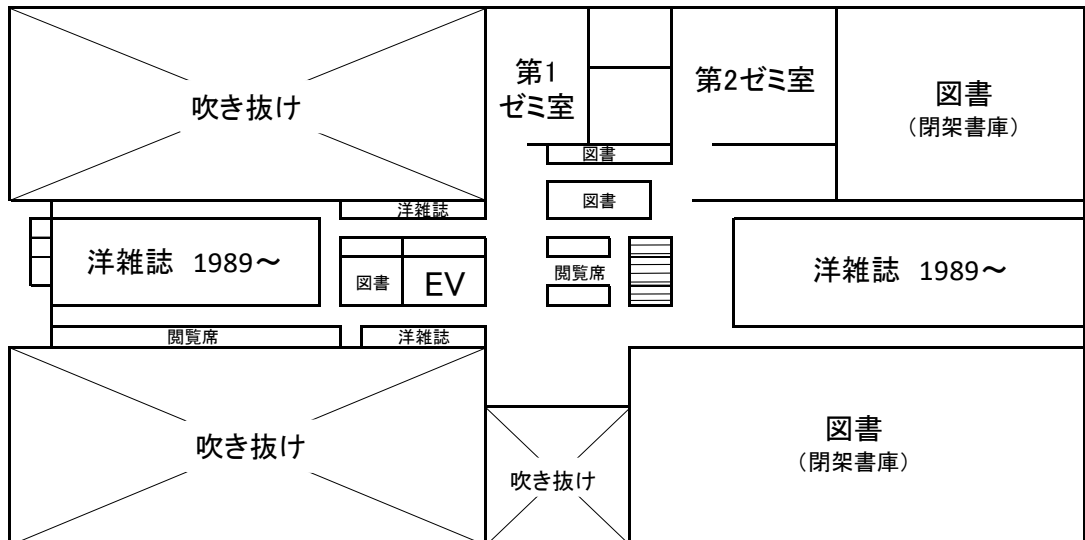 吹き抜け
第1
ゼミ室
第2ゼミ室
図書
（閉架書庫）
図書
洋雑誌
図書
洋雑誌 1989～
図書
EV
閲覧席
洋雑誌 1989～
閲覧席
洋雑誌
吹き抜け
吹き抜け
図書
（閉架書庫）